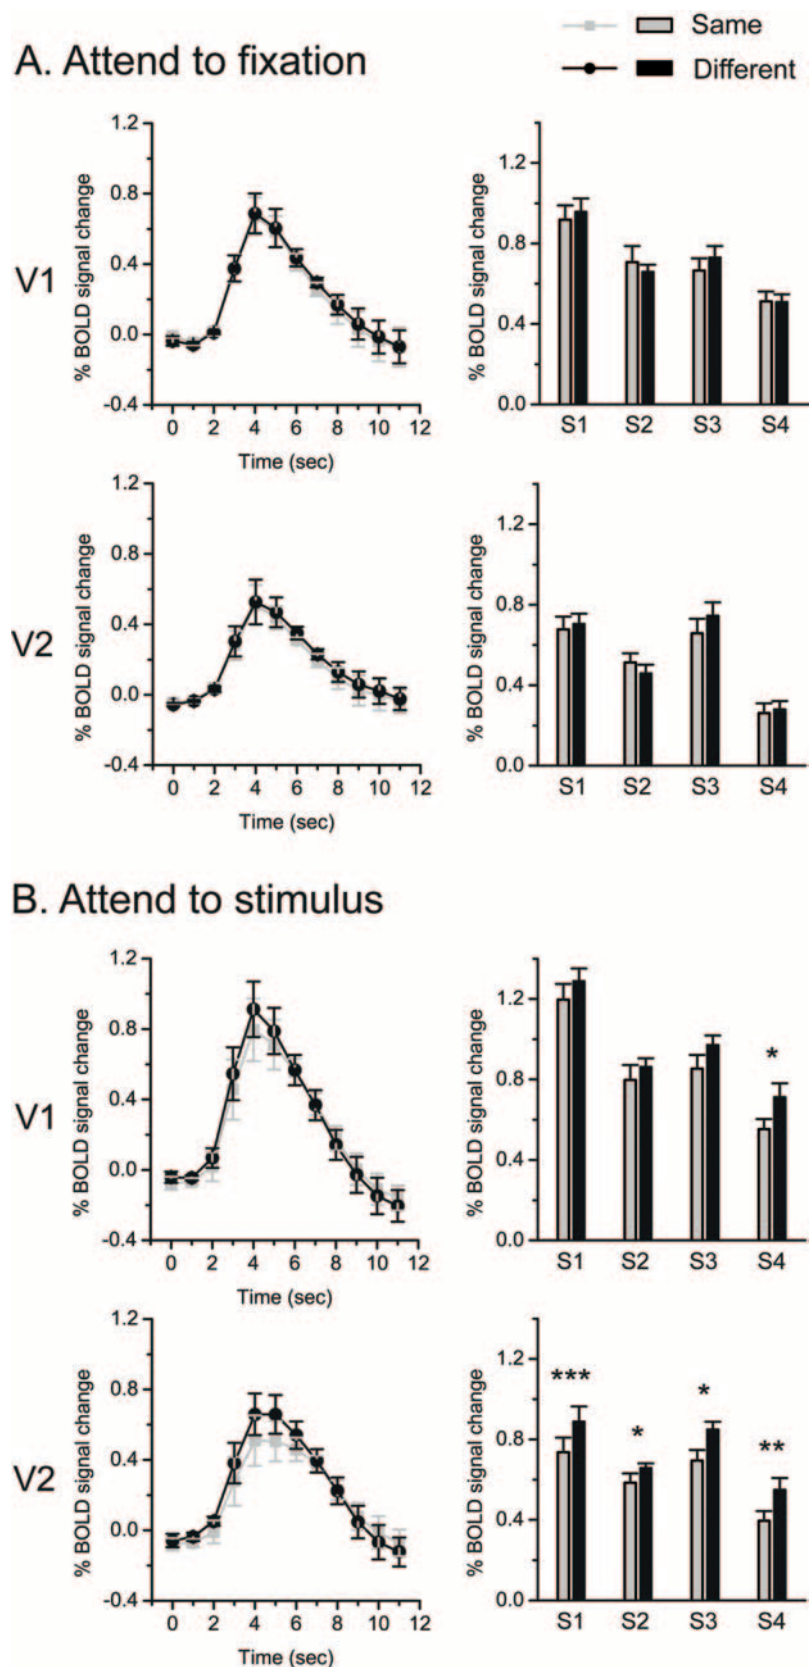 Same
Different
A. Attend to fixation
V1
% BOLD signal change
1.2
0.8
0.4
0.0
-0.4
0 2 4 6 8 10 12
Time (sec)
% BOLD signal change
1.2
0.8
0.4
0.0
S1 S2 S3 S4
V2
% BOLD signal change
1.2
0.8
0.4
0.0
-0.4
0 2 4 6 8 10 12
Time (sec)
% BOLD signal change
1.2
0.8
0.4
0.0
S1 S2 S3 S4
B. Attend to stimulus
V1
% BOLD signal change
1.2
0.8
0.4
0.0
-0.4
0 2 4 6 8 10 12
Time (sec)
% BOLD signal change
1.2
0.8
0.4
0.0
*
S1 S2 S3 S4
V2
% BOLD signal change
1.2
0.8
0.4
0.0
-0.4
0 2 4 6 8 10 12
Time (sec)
% BOLD signal change
1.2
0.8
0.4
0.0
*** * * **
S1 S2 S3 S4